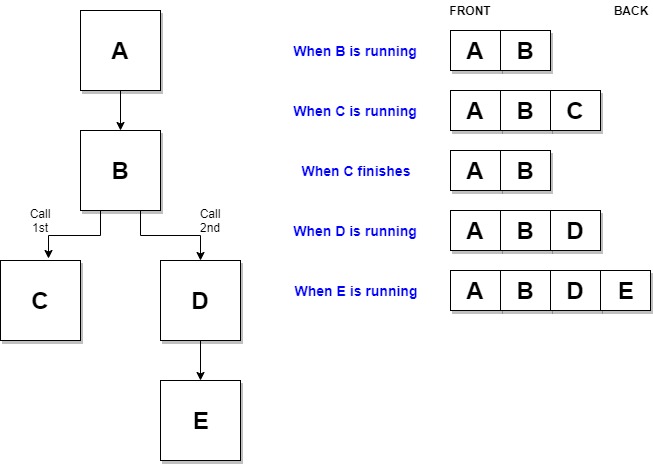 FRONT BACK
A
When B is running
A B
When C is running
A B C
B
When C finishes
A B
Call
1st
Call
2nd
When D is running
A B D
C
D
When E is running
A B D E
E